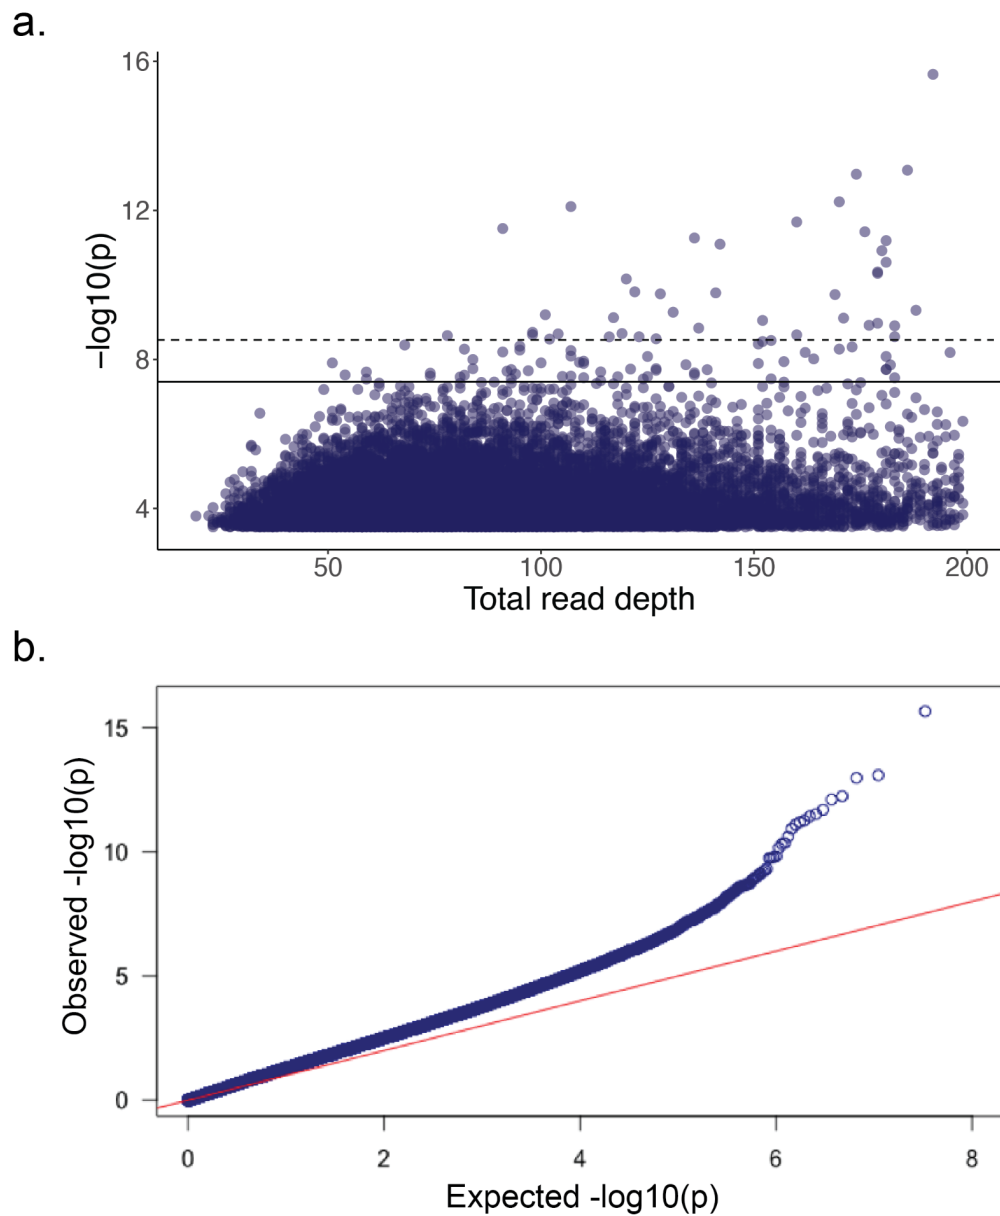 a.
16
12
8
4
−log10(p)
50 100 150 200
Total read depth
b.
15
10
5
0
Observed -log10(p)
0 2 4 6 8
Expected -log10(p)